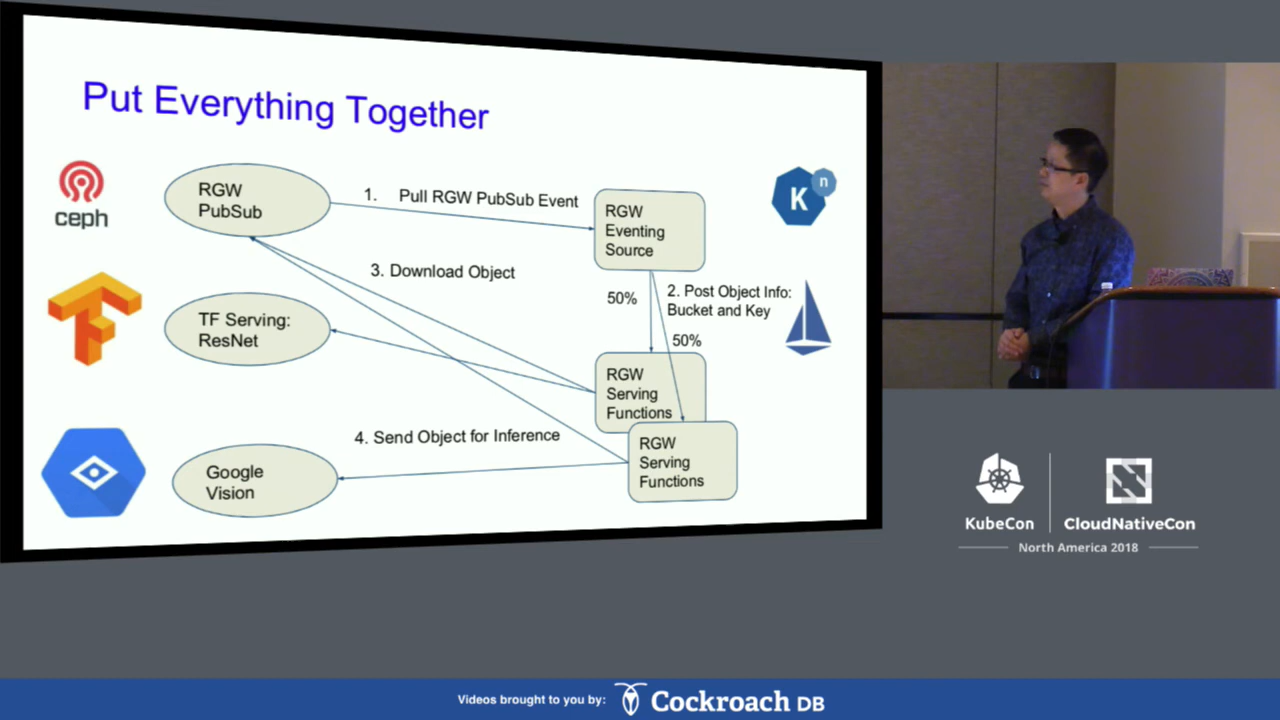 Put Everything Together
ceph
RGW
PubSub
1. Pull RGW PubSub Event
RGW
Eventing
Source
K
n
3. Download Object
50%
2. Post Object Info:
Bucket and Key
50%
TF Serving:
ResNet
RGW
Serving
Functions
4. Send Object for Inference
RGW
Serving
Functions
Google
Vision
KubeCon
CloudNativeCon
North America 2018
Videos brought to you by:
Cockroach DB